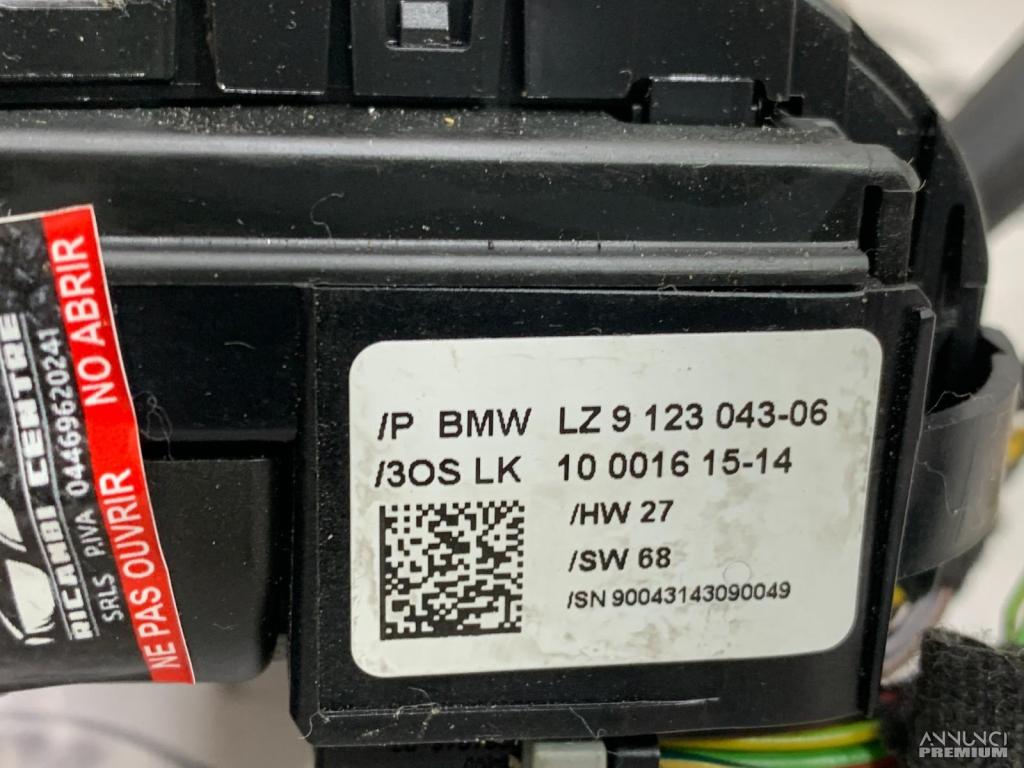 RICAMBI CENTRE
SRLS P.IVA 04469620241
NE PAS OUVRIR NO ABRIR
/P BMW LZ 9 123 043-06
/3OS LK 10 0016 15-14
/HW 27
/SW 68
/SN 90043143090049
ANNUNCI
PREMIUM